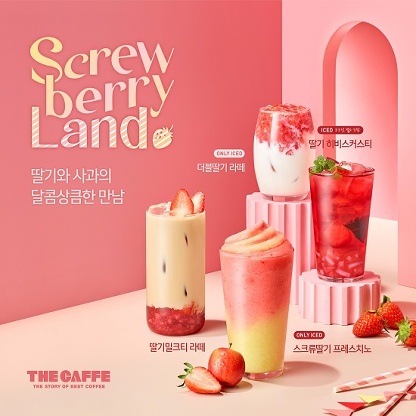 Screw
berry
Land
딸기와 사과의
달콤상큼한 만남
ONLY ICED
더블딸기 라떼
ICED
딸기 히비스커스티
딸기밀크티 라떼
ONLY ICED
스크류딸기 프레스치노
THE CAFFE
THE STORY OF BEST COFFEE